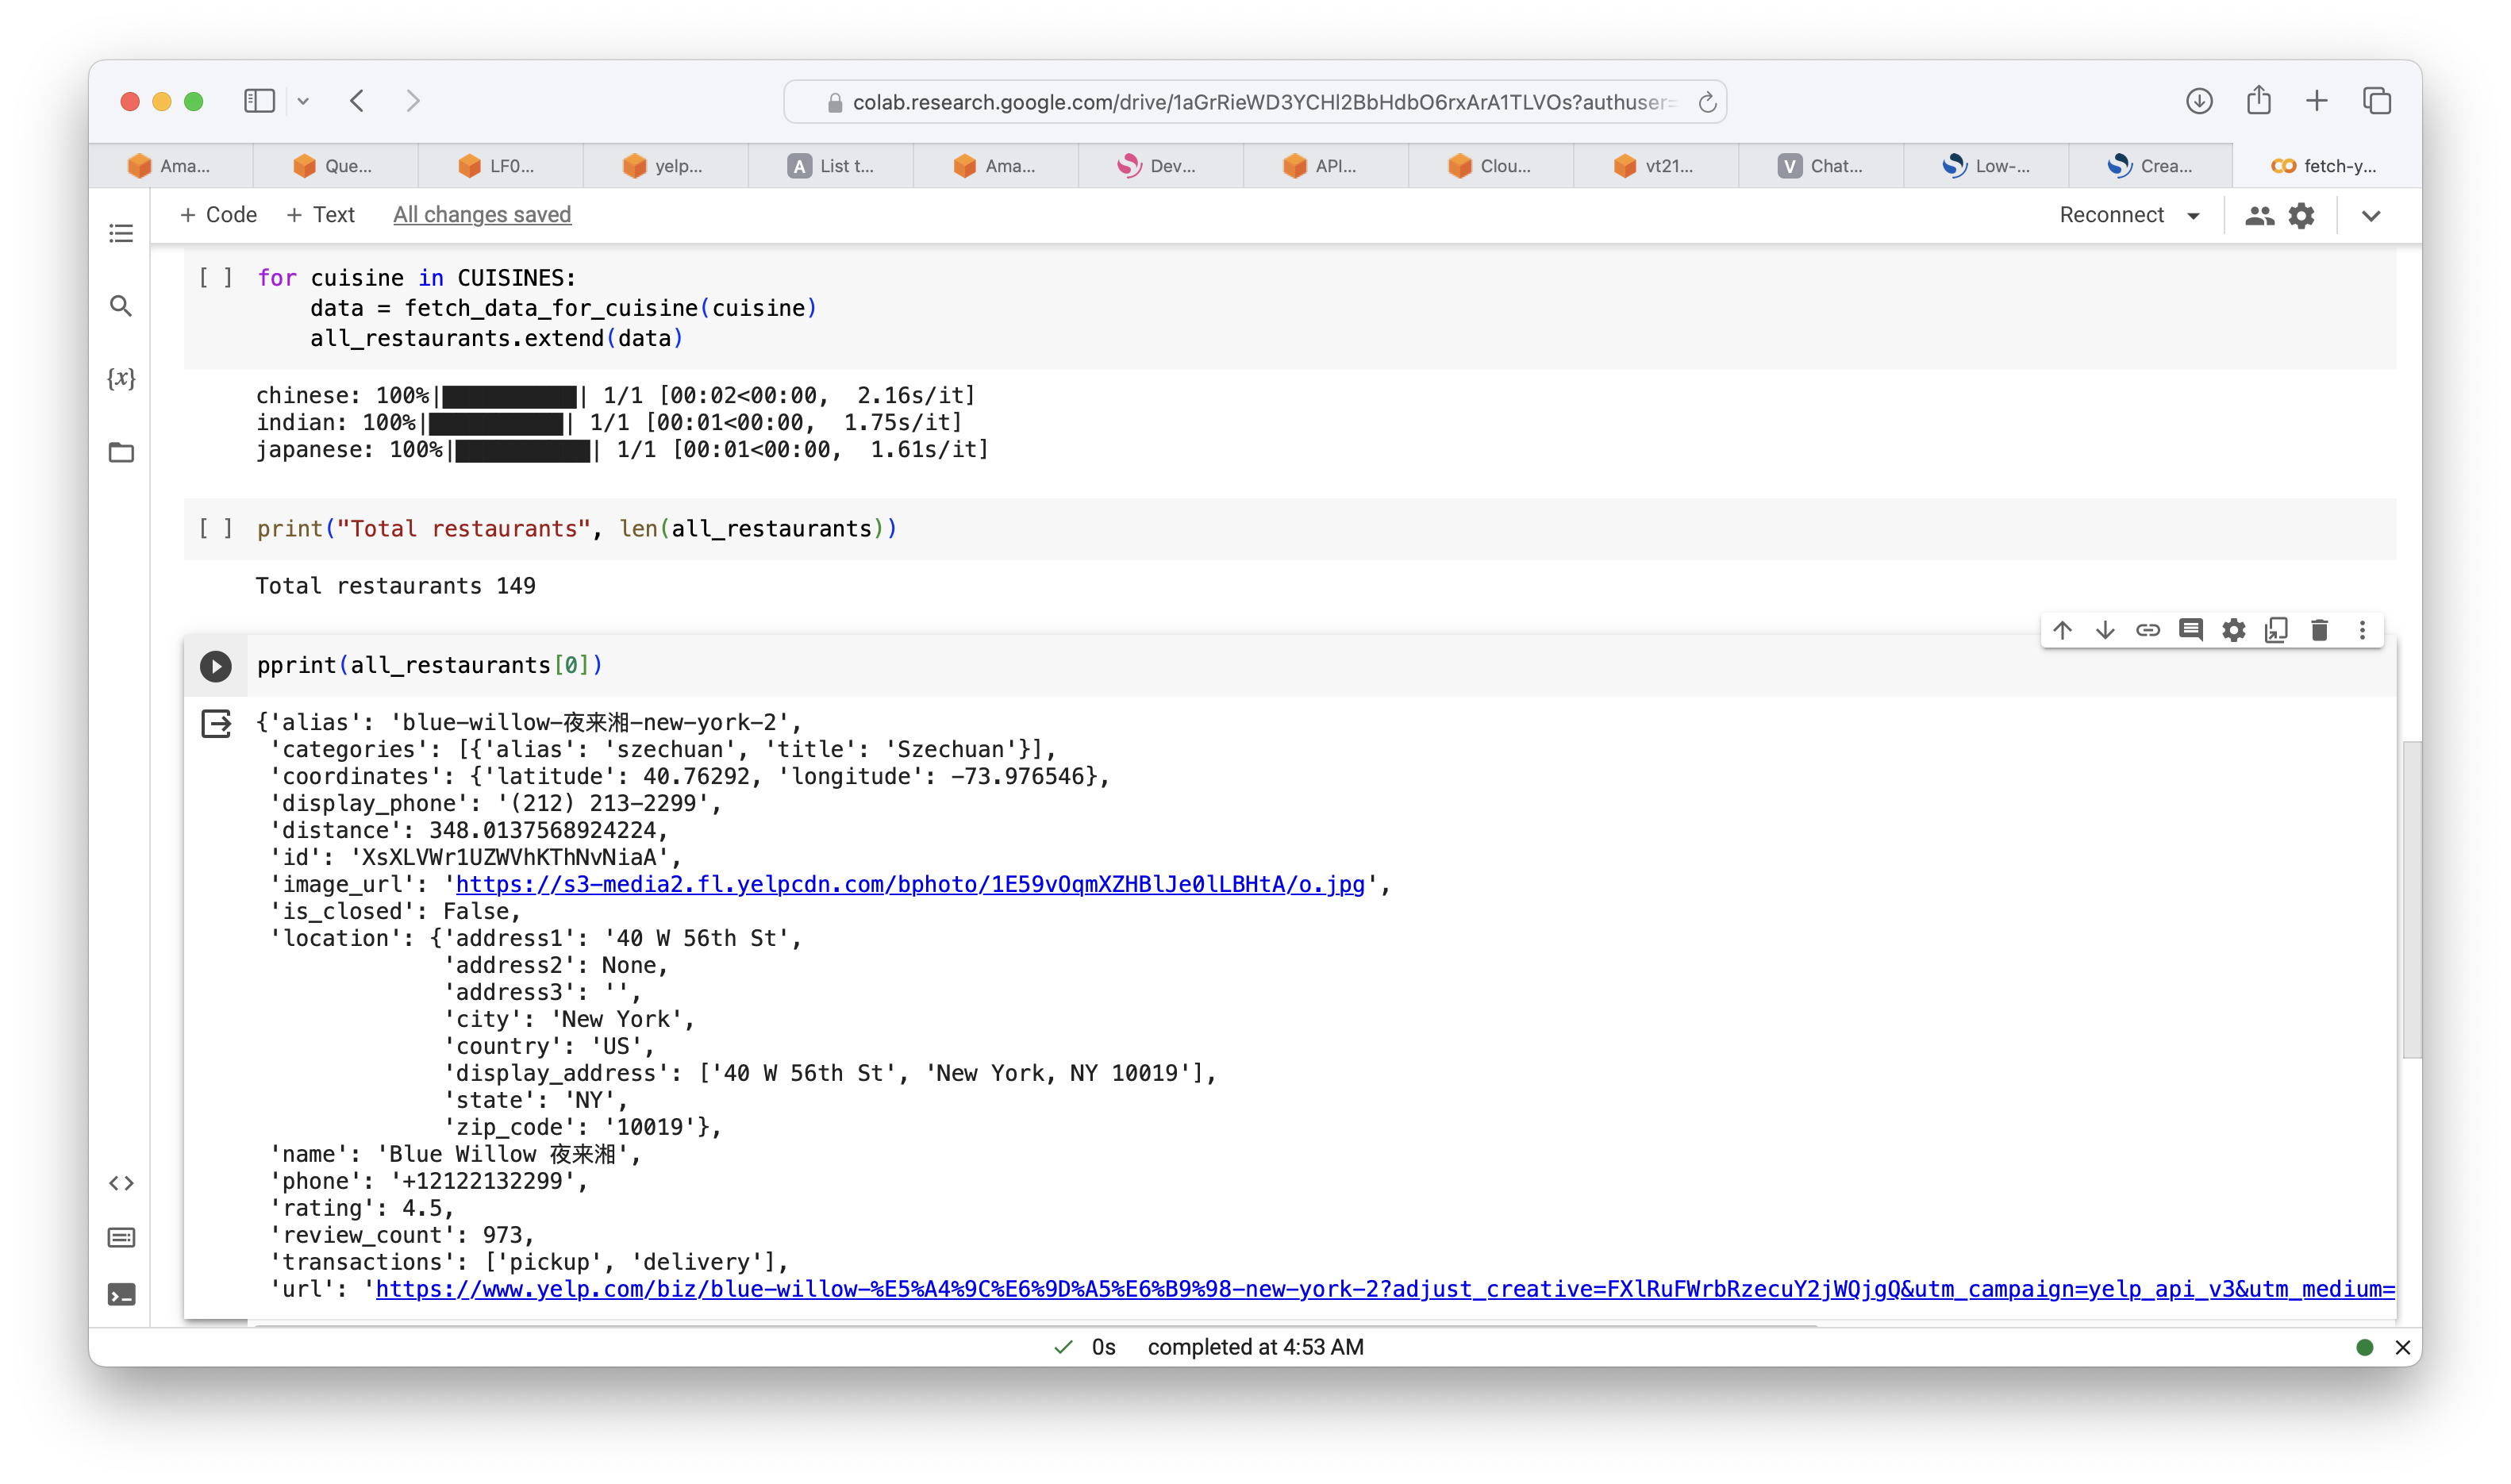 colab.research.google.com/drive/1aGrRieWD3YCHl2BbHdbO6rxArA1TLVOs?authuser=
Ama...
Que...
LF0...
yelp...
A List t...
Ama...
Dev...
API...
Clou...
vt21...
V Chat...
Low-...
Crea...
fetch-y...
+ Code + Text All changes saved
Reconnect
[ ] for cuisine in CUISINES:
data = fetch_data_for_cuisine(cuisine)
all_restaurants.extend(data)
{x}
chinese: 100%|██████████| 1/1 [00:02<00:00, 2.16s/it]
indian: 100%|██████████| 1/1 [00:01<00:00, 1.75s/it]
japanese: 100%|██████████| 1/1 [00:01<00:00, 1.61s/it]
[ ] print("Total restaurants", len(all_restaurants))
Total restaurants 149
pprint(all_restaurants[0])
{'alias': 'blue-willow-夜来湘-new-york-2',
'categories': [{'alias': 'szechuan', 'title': 'Szechuan'}],
'coordinates': {'latitude': 40.76292, 'longitude': -73.976546},
'display_phone': '(212) 213-2299',
'distance': 348.0137568924224,
'id': 'XsXLVWr1UZWVhKThNvNiaA',
'image_url': 'https://s3-media2.fl.yelpcdn.com/bphoto/1E59vOqmXZHBlJe0lLBHtA/o.jpg',
'is_closed': False,
'location': {'address1': '40 W 56th St',
'address2': None,
'address3': '',
'city': 'New York',
'country': 'US',
'display_address': ['40 W 56th St', 'New York, NY 10019'],
'state': 'NY',
'zip_code': '10019'},
'name': 'Blue Willow 夜来湘',
'phone': '+12122132299',
'rating': 4.5,
'review_count': 973,
'transactions': ['pickup', 'delivery'],
'url': 'https://www.yelp.com/biz/blue-willow-%E5%A4%9C%E6%9D%A5%E6%B9%98-new-york-2?adjust_creative=FXlRuFWrbRzecuY2jWQjgQ&utm_campaign=yelp_api_v3&utm_medium=
0s completed at 4:53 AM